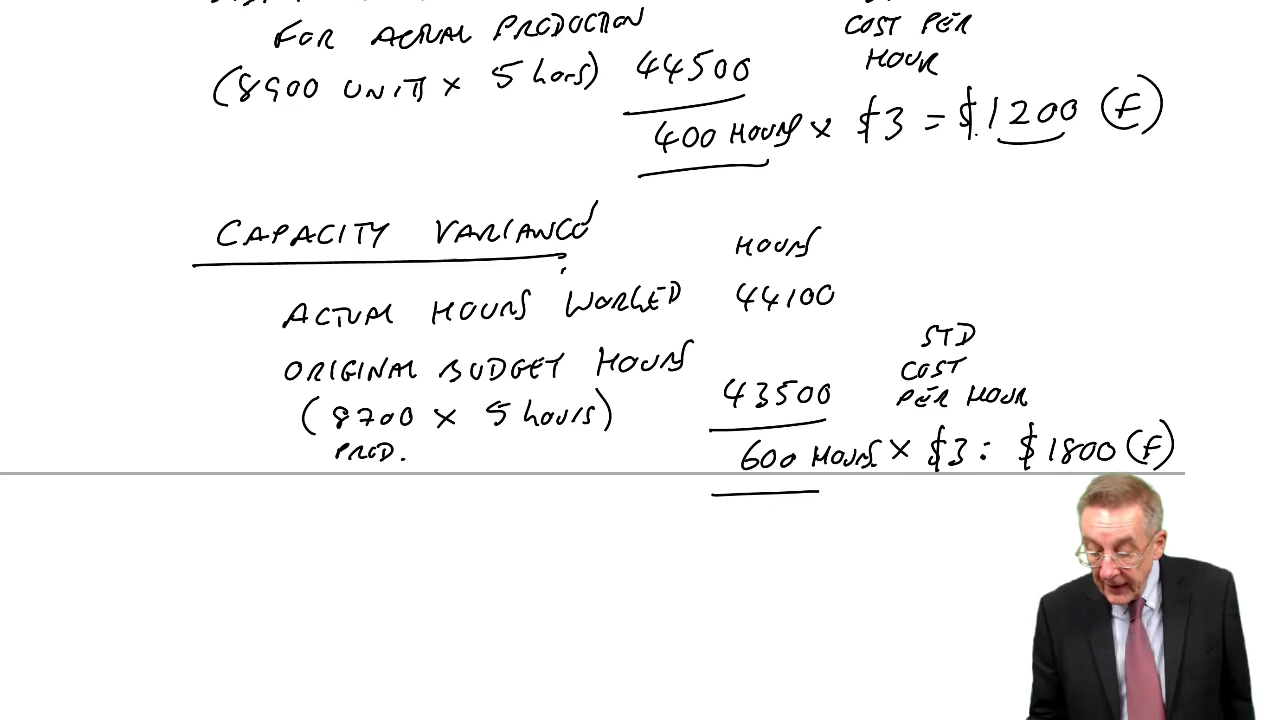 FOR ACTUAL PRODUCTION
COST PER
HOUR
(8900 UNITS × 5 hours) 44500
400 HOURS × $3 = $1200 (f)
CAPACITY VARIANCE
HOURS
ACTUAL HOURS WORKED 44100
STD
COST
PER HOUR
ORIGINAL BUDGET HOURS
(8700 × 5 hours) 43500
PROD.
600 HOURS × $3 = $1800 (f)